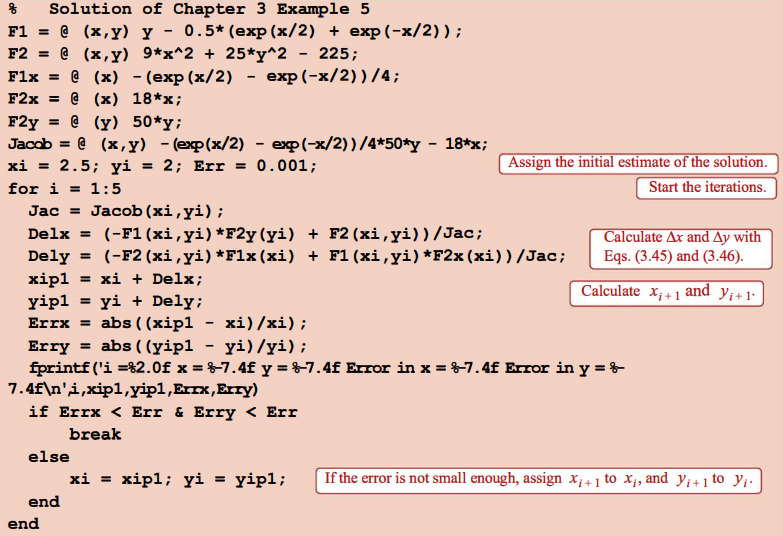 %   Solution of Chapter 3 Example 5
F1 = @ (x,y) y - 0.5*(exp(x/2) + exp(-x/2));
F2 = @ (x,y) 9*x^2 + 25*y^2 - 225;
F1x = @ (x) -(exp(x/2) - exp(-x/2))/4;
F2x = @ (x) 18*x;
F2y = @ (y) 50*y;
Jacob = @ (x,y) -(exp(x/2) - exp(-x/2))/4*50*y - 18*x;
xi = 2.5; yi = 2; Err = 0.001;
Assign the initial estimate of the solution.
for i = 1:5
Start the iterations.
Jac = Jacob(xi,yi);
Delx = (-F1(xi,yi)*F2y(yi) + F2(xi,yi))/Jac;
Dely = (-F2(xi,yi)*F1x(xi) + F1(xi,yi)*F2x(xi))/Jac;
Calculate Δx and Δy with
Eqs. (3.45) and (3.46).
xip1 = xi + Delx;
yip1 = yi + Dely;
Calculate x_{i+1} and y_{i+1}.
Errx = abs((xip1 - xi)/xi);
Erry = abs((yip1 - yi)/yi);
fprintf('i =%2.0f x = %-7.4f y = %-7.4f Error in x = %-7.4f Error in y = %-
7.4f\n',i,xip1,yip1,Errx,Erry)
if Errx < Err & Erry < Err
break
else
xi = xip1; yi = yip1;
If the error is not small enough, assign x_{i+1} to x_i, and y_{i+1} to y_i.
end
end